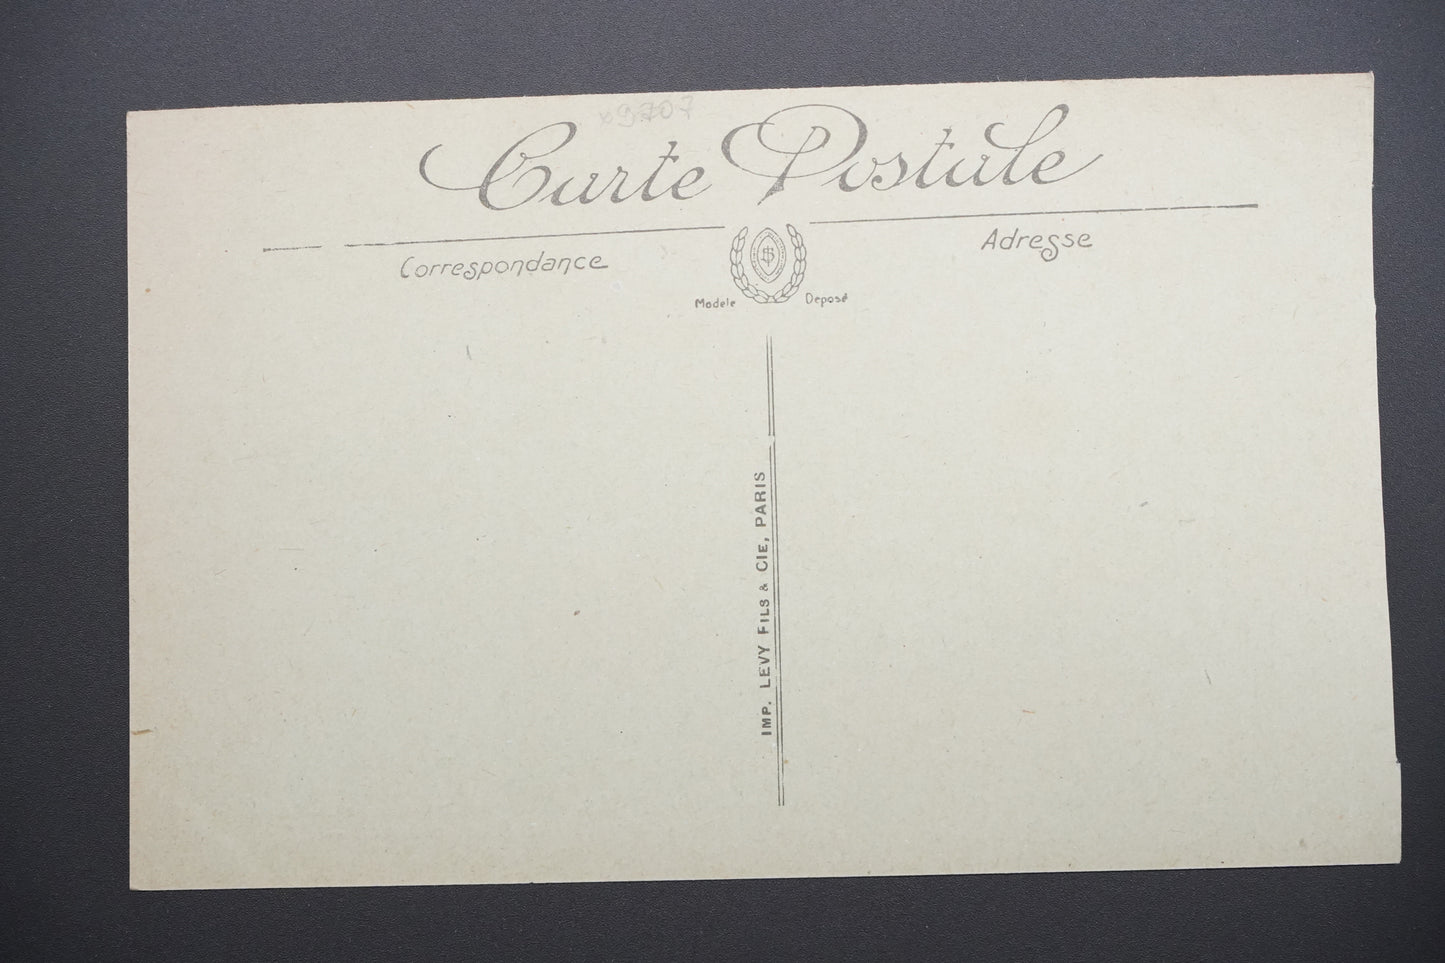 Carte Postale
Correspondance
Adresse
Modele Deposé
IMP. LEVY FILS & CIE, PARIS